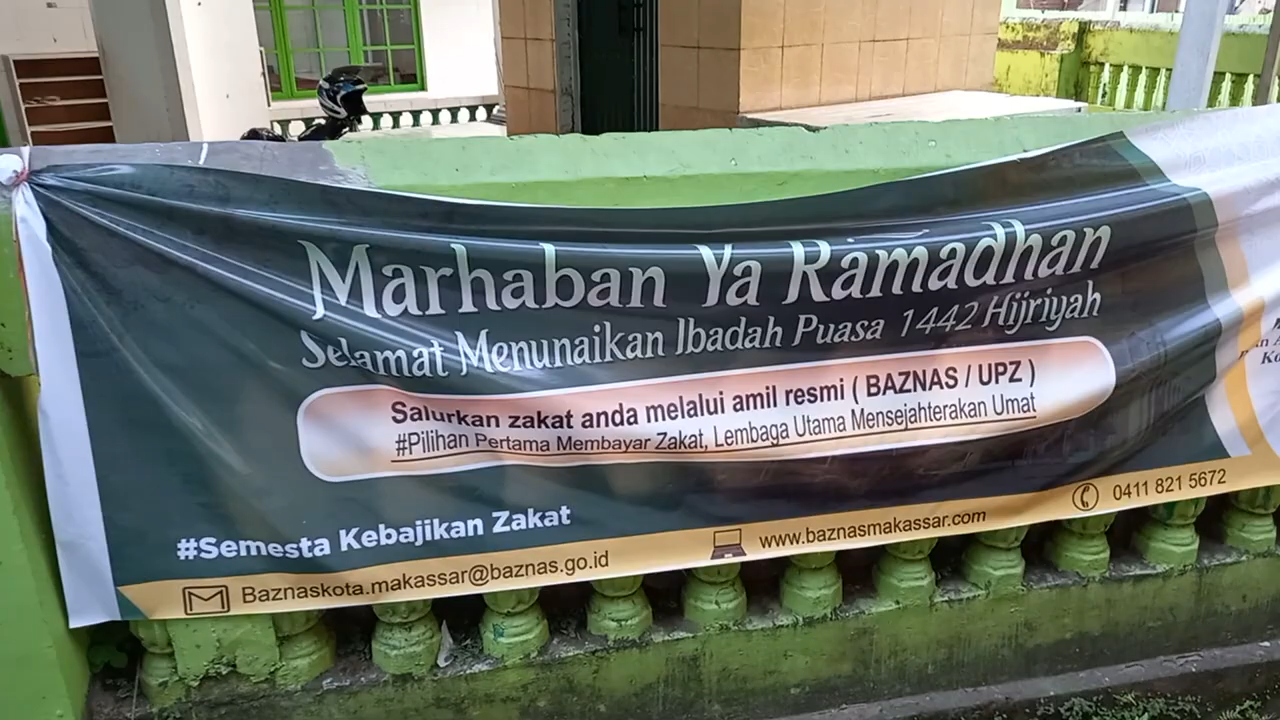 Marhaban Ya Ramadhan
Selamat Menunaikan Ibadah Puasa 1442 Hijriyah
Salurkan zakat anda melalui amil resmi ( BAZNAS / UPZ )
#Pilihan Pertama Membayar Zakat, Lembaga Utama Mensejahterakan Umat
#Semesta Kebajikan Zakat
Baznaskota.makassar@baznas.go.id
www.baznasmakassar.com
0411 821 5672